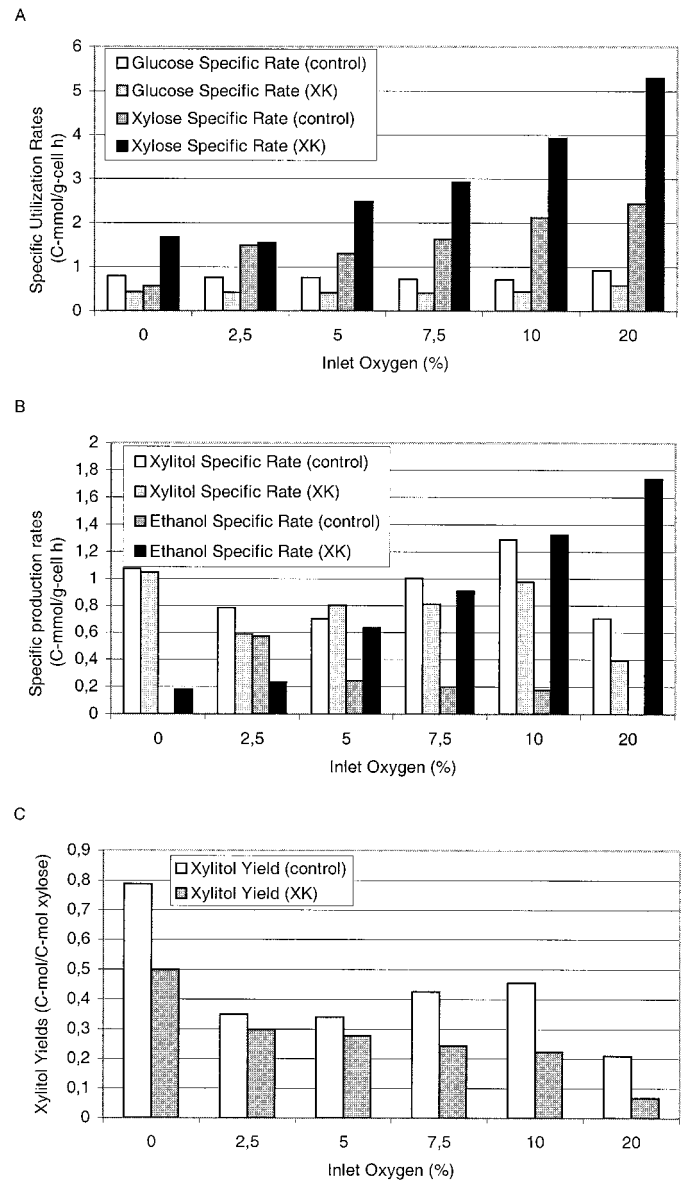 A
6
5
4
3
2
1
0
Specific Utilization Rates
(C-mmol/g-cell h)
Glucose Specific Rate (control)
Glucose Specific Rate (XK)
Xylose Specific Rate (control)
Xylose Specific Rate (XK)
0 2,5 5 7,5 10 20
Inlet Oxygen (%)
B
2
1,8
1,6
1,4
1,2
1
0,8
0,6
0,4
0,2
0
Specific production rates
(C-mmol/g-cell h)
Xylitol Specific Rate (control)
Xylitol Specific Rate (XK)
Ethanol Specific Rate (control)
Ethanol Specific Rate (XK)
0 2,5 5 7,5 10 20
Inlet Oxygen (%)
C
0,9
0,8
0,7
0,6
0,5
0,4
0,3
0,2
0,1
0
Xylitol Yields (C-mol/C-mol xylose)
Xylitol Yield (control)
Xylitol Yield (XK)
0 2,5 5 7,5 10 20
Inlet Oxygen (%)